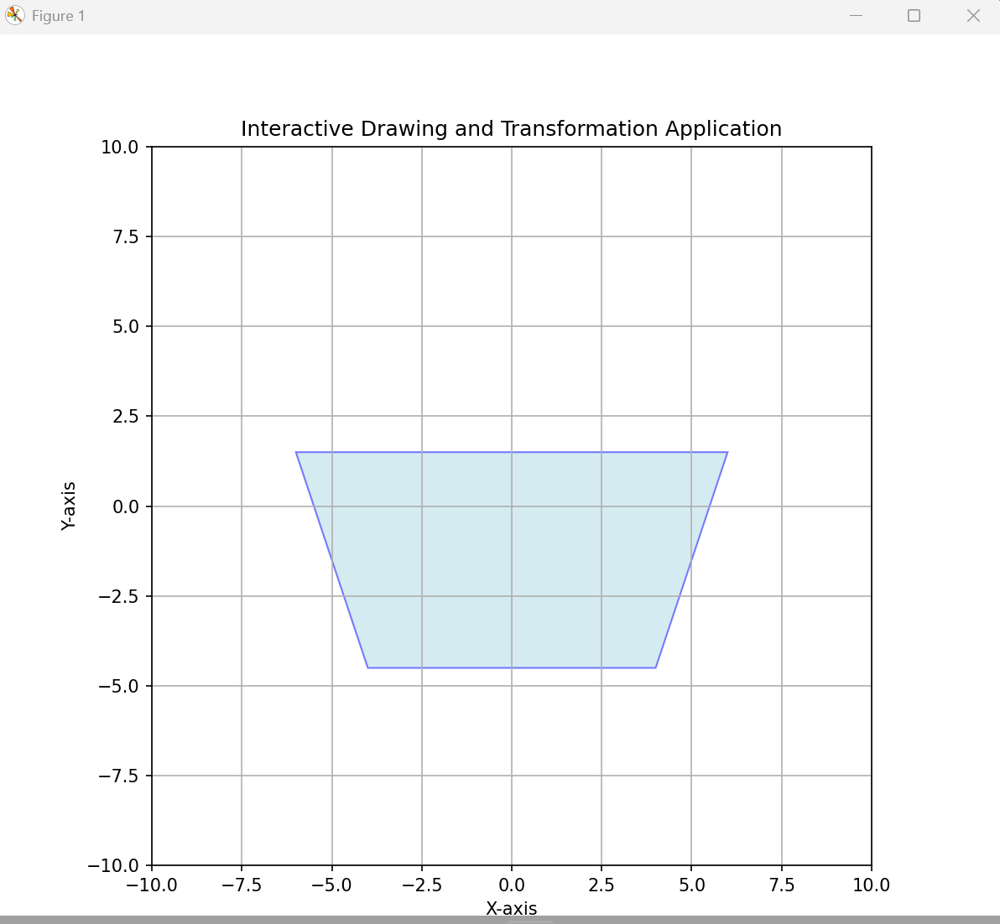 Figure 1
Interactive Drawing and Transformation Application
10.0
7.5
5.0
2.5
0.0
−2.5
−5.0
−7.5
−10.0
Y-axis
−10.0 −7.5 −5.0 −2.5 0.0 2.5 5.0 7.5 10.0
X-axis